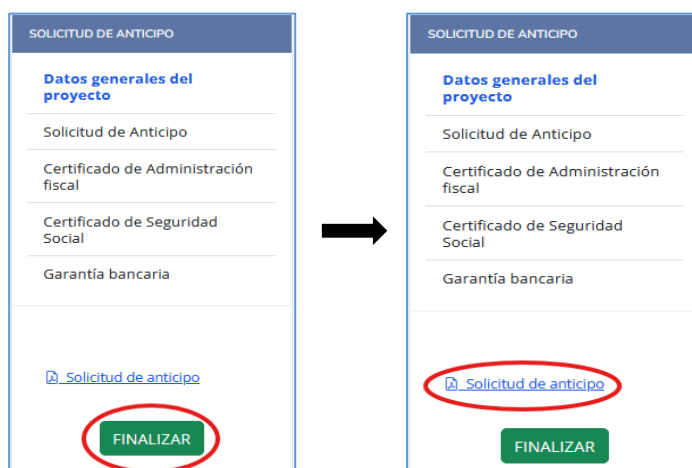 SOLICITUD DE ANTICIPO
Datos generales del
proyecto
Solicitud de Anticipo
Certificado de Administración
fiscal
Certificado de Seguridad
Social
Garantía bancaria
Solicitud de anticipo
FINALIZAR
SOLICITUD DE ANTICIPO
Datos generales del
proyecto
Solicitud de Anticipo
Certificado de Administración
fiscal
Certificado de Seguridad
Social
Garantía bancaria
Solicitud de anticipo
FINALIZAR